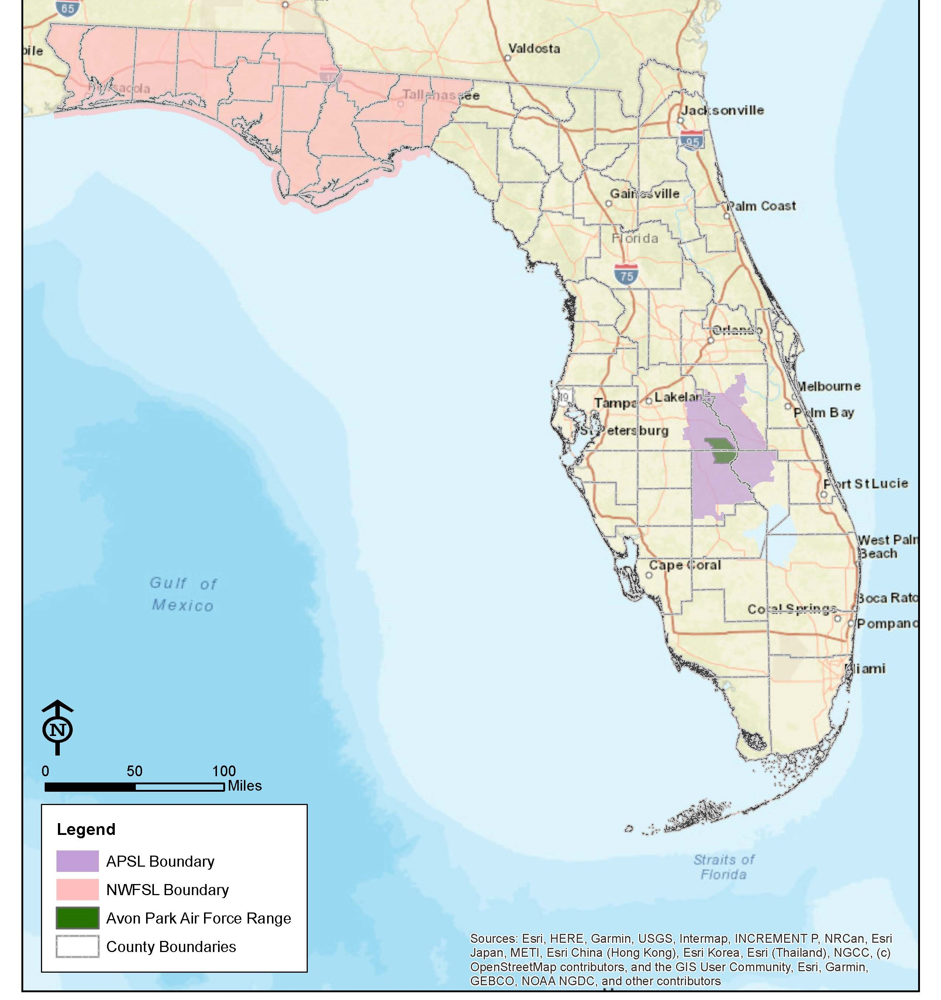 65
bile
Valdosta
Pensacola
10
Tallahassee
Jacksonville
95
Gainesville
Palm Coast
Florida
75
Orlando
Melbourne
19
Tampa
Lakeland
Palm Bay
St Petersburg
Port St Lucie
West Palm
Beach
Cape Coral
Gulf of
Mexico
Boca Rato
Coral Springs
Pompano
Miami
N
0 50 100
Miles
Legend
APSL Boundary
NWFSL Boundary
Avon Park Air Force Range
County Boundaries
Straits of
Florida
Sources: Esri, HERE, Garmin, USGS, Intermap, INCREMENT P, NRCan, Esri
Japan, METI, Esri China (Hong Kong), Esri Korea, Esri (Thailand), NGCC, (c)
OpenStreetMap contributors, and the GIS User Community, Esri, Garmin,
GEBCO, NOAA NGDC, and other contributors